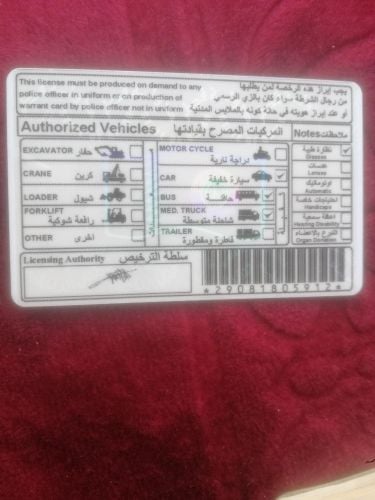 This license must be produced on demand to any
police officer in uniform or on production of
warrant card by police officer not in uniform
يجب إبراز هذه الرخصة لمن يطلبها
من رجال الشرطة سواء كان بالزي الرسمي
أو عند إبراز هويته في حالة كونه بالملابس المدنية
Authorized Vehicles المركبات المصرح بقيادتها
Notes ملاحظات
EXCAVATOR حفار
CRANE كرين
LOADER شيول
FORKLIFT
رافعة شوكية
OTHER أخرى
MOTOR CYCLE
دراجة نارية
CAR سيارة خفيفة
BUS حافلة
MED. TRUCK
شاحنة متوسطة
TRAILER
قاطرة ومقطورة
نظارة طبية
Glasses
عدسات
Lenses
اوتوماتيك
Automatic
احتياجات خاصة
Handicaps
اعاقة سمعية
Hearing Disability
التبرع بالاعضاء
Organ Donation
Licensing Authority سلطة الترخيص
*29081805912*